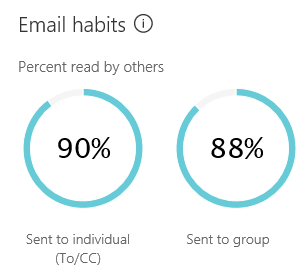 Email habits
Percent read by others
90%
88%
Sent to individual
(To/CC)
Sent to group